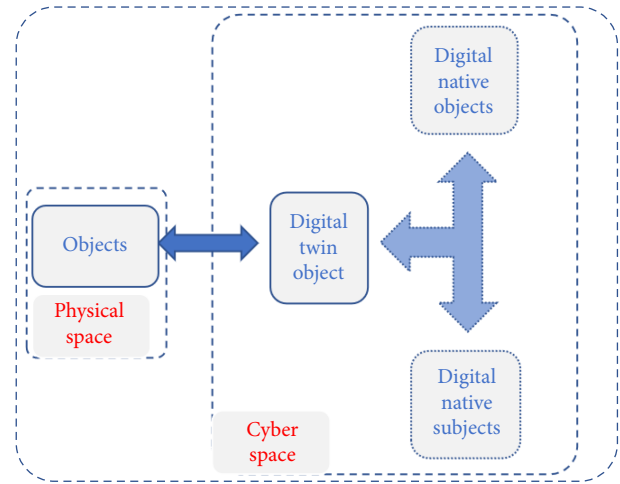 Digital
native
objects
Objects
Digital
twin
object
Physical
space
Digital
native
subjects
Cyber
space